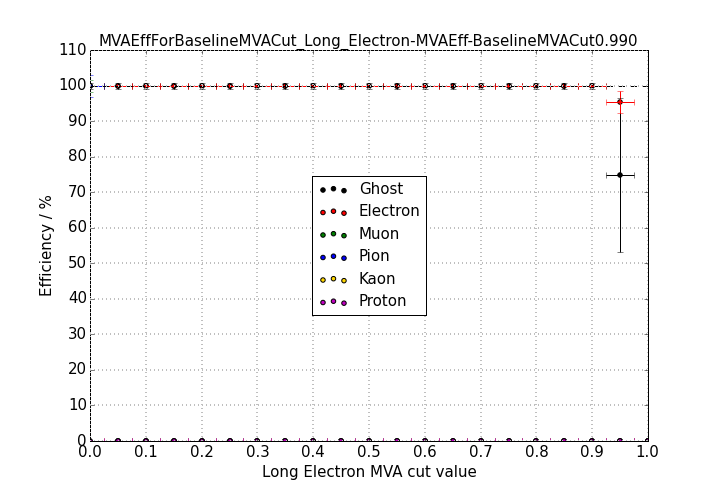 MVAEffForBaselineMVACut_Long_Electron-MVAEff-BaselineMVACut0.990
110
100
90
80
70
60
50
40
30
20
10
0
Efficiency / %
Ghost
Electron
Muon
Pion
Kaon
Proton
0.0 0.1 0.2 0.3 0.4 0.5 0.6 0.7 0.8 0.9 1.0
Long Electron MVA cut value